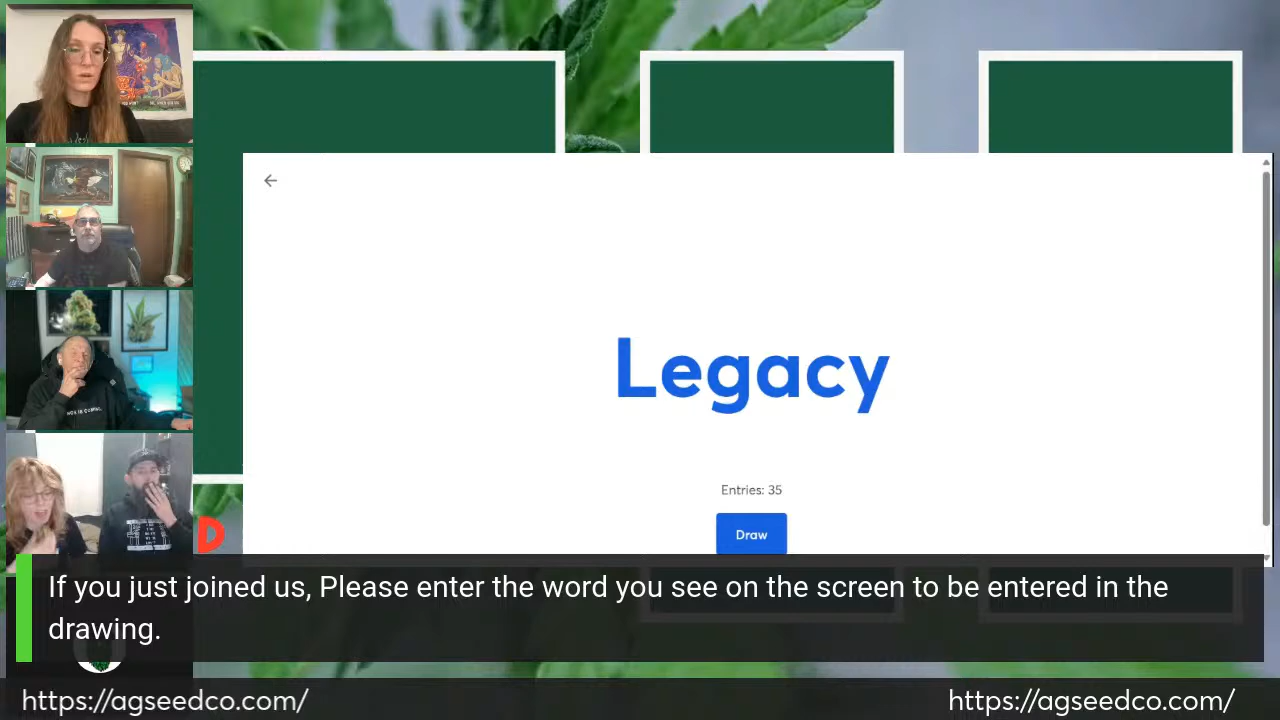 Legacy
Entries: 35
Draw
D
If you just joined us, Please enter the word you see on the screen to be entered in the
drawing.
https://agseedco.com/
https://agseedco.com/